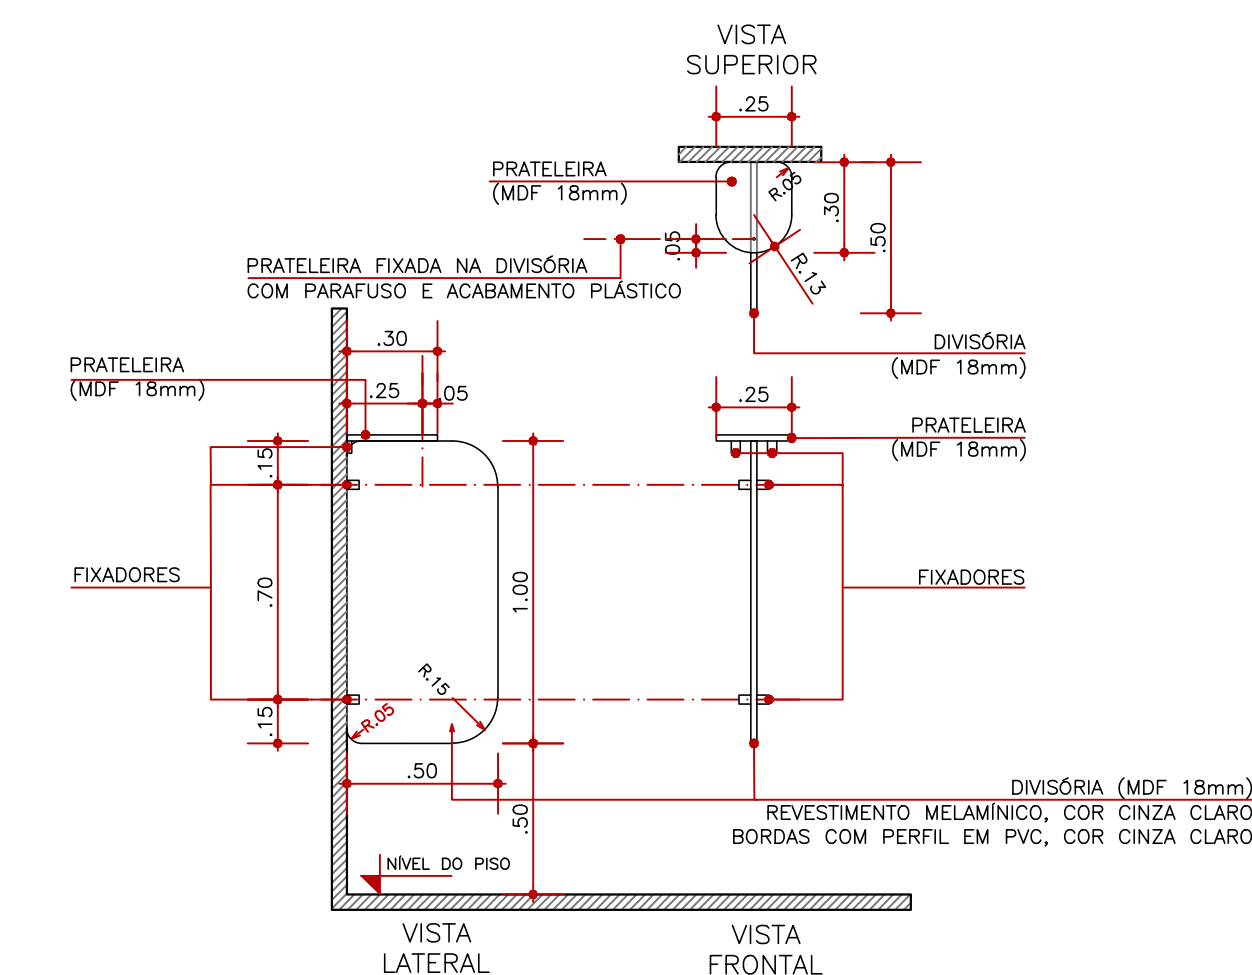 VISTA
SUPERIOR
.25
PRATELEIRA
(MDF 18mm)
R.05
.30
.50
.05
R.13
PRATELEIRA FIXADA NA DIVISÓRIA
COM PARAFUSO E ACABAMENTO PLÁSTICO
DIVISÓRIA
(MDF 18mm)
.30
PRATELEIRA
(MDF 18mm)
.25
.05
.25
PRATELEIRA
(MDF 18mm)
.15
FIXADORES
.70
1.00
FIXADORES
R.15
R.05
.15
.50
.50
DIVISÓRIA (MDF 18mm)
REVESTIMENTO MELAMÍNICO, COR CINZA CLARO
BORDAS COM PERFIL EM PVC, COR CINZA CLARO
NÍVEL DO PISO
VISTA
LATERAL
VISTA
FRONTAL